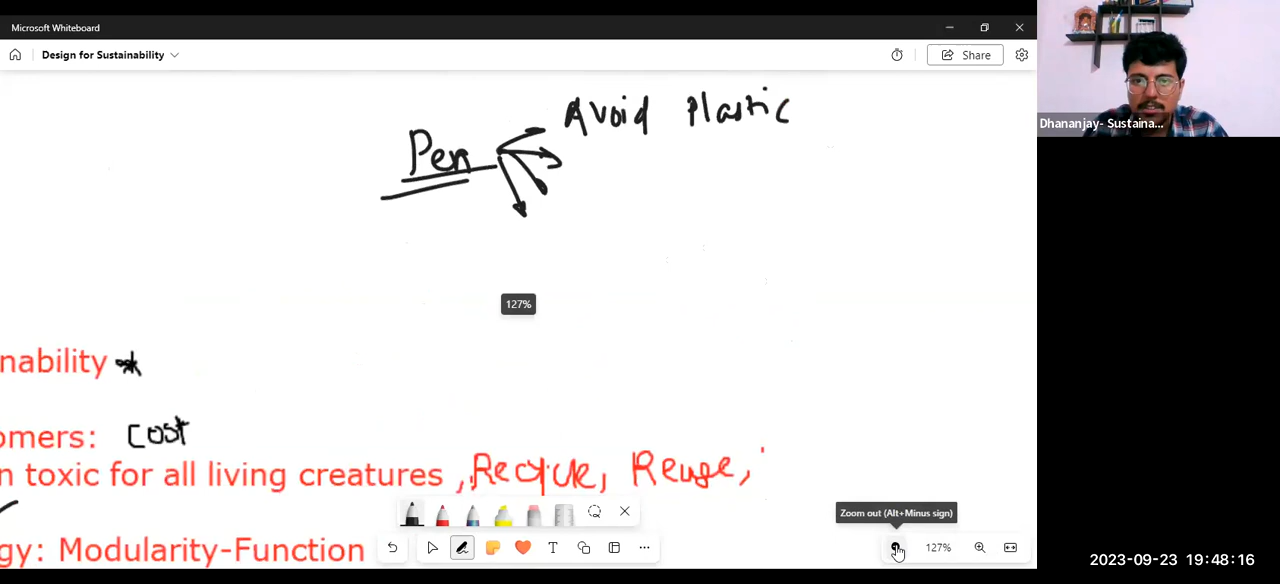 Microsoft Whiteboard
Design for Sustainability
Share
Dhananjay- Sustaina...
Avoid Plastic
Pen
127%
nability
omers: Cost
n toxic for all living creatures , Recycle, Reuse,
Zoom out (Alt+Minus sign)
gy: Modularity-Function
T
127%
2023-09-23 19:48:16